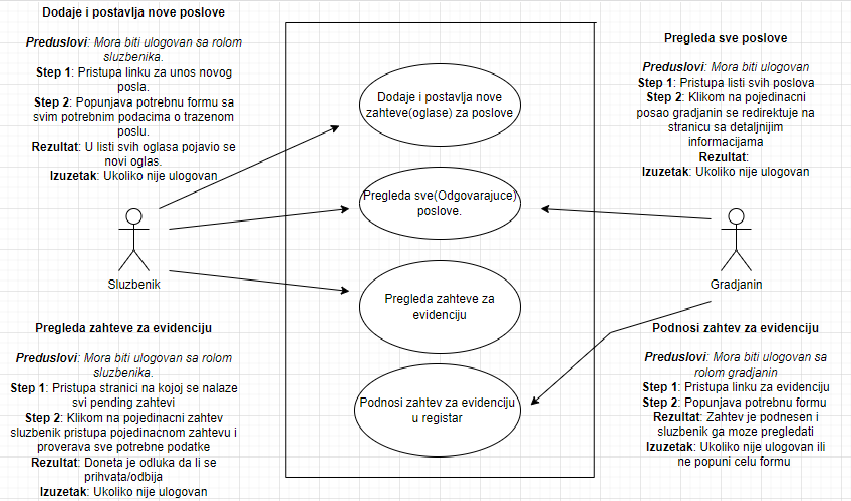 Dodaje i postavlja nove poslove
Preduslovi: Mora biti ulogovan sa rolom
sluzbenika.
Step 1: Pristupa linku za unos novog
posla.
Step 2: Popunjava potrebnu formu sa
svim potrebnim podacima o trazenom
poslu.
Rezultat: U listi svih oglasa pojavio se
novi oglas.
Izuzetak: Ukoliko nije ulogovan
Sluzbenik
Pregleda zahteve za evidenciju
Preduslovi: Mora biti ulogovan sa rolom
sluzbenika.
Step 1: Pristupa stranici na kojoj se nalaze
svi pending zahtevi
Step 2: Klikom na pojedinacni zahtev
sluzbenik pristupa pojedinacnom zahtevu i
proverava sve potrebne podatke
Rezultat: Doneta je odluka da li se
prihvata/odbija
Izuzetak: Ukoliko nije ulogovan
Dodaje i postavlja nove
zahteve(oglase) za poslove
Pregleda sve(Odgovarajuce)
poslove.
Pregleda zahteve za
evidenciju
Podnosi zahtev za evidenciju
u registar
Pregleda sve poslove
Preduslovi: Mora biti ulogovan
Step 1: Pristupa listi svih poslova
Step 2: Klikom na pojedinacni
posao gradjanin se redirektuje na
stranicu sa detaljnijim
informacijama
Rezultat:
Izuzetak: Ukoliko nije ulogovan
Gradjanin
Podnosi zahtev za evidenciju
Preduslovi: Mora biti ulogovan sa
rolom gradjanin
Step 1: Pristupa linku za evidenciju
Step 2: Popunjava potrebnu formu
Rezultat: Zahtev je podnesen i
sluzbenik ga moze pregledati
Izuzetak: Ukoliko nije ulogovan ili
ne popuni celu formu